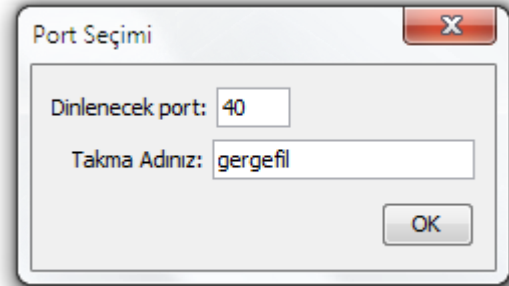 Port Seçimi
Dinlenecek port: 40
Takma Adınız: gergefil
OK